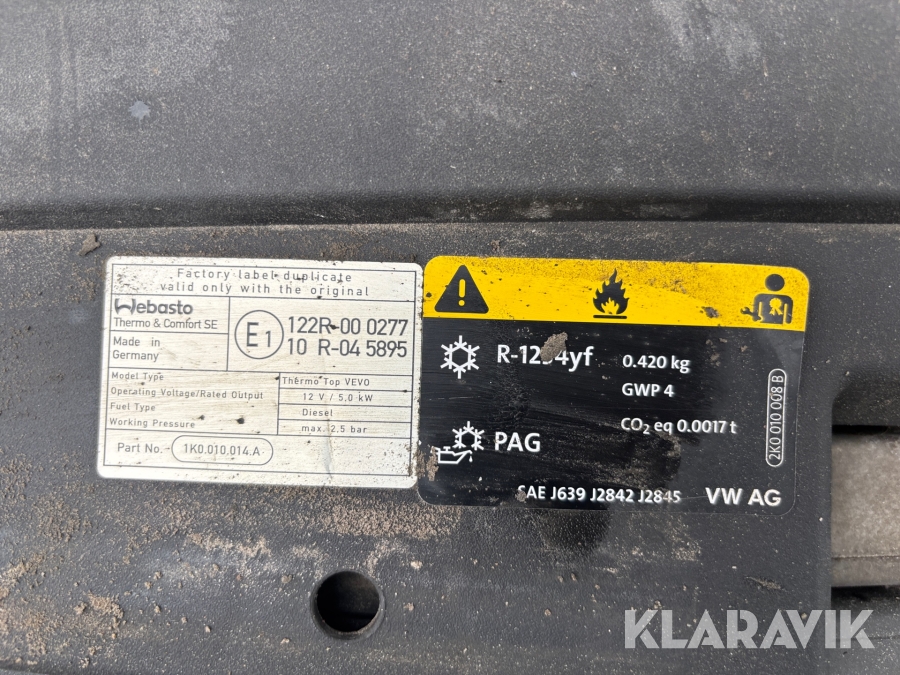 Factory label duplicate
valid only with the original
Webasto
Thermo & Comfort SE
Made in
Germany
E1
122R-00 0277
10 R-04 5895
Model Type
Thermo Top VEVO
Operating Voltage/Rated Output
12 V / 5,0 kW
Fuel Type
Diesel
Working Pressure
max. 2.5 bar
Part No.- 1K0.010.014.A
0.420 kg
GWP 4
CO₂ eq 0.0017 t
PAG
SAE J639 J2842 J2845
VW AG
2K0 010 008 B
KLARAVIK